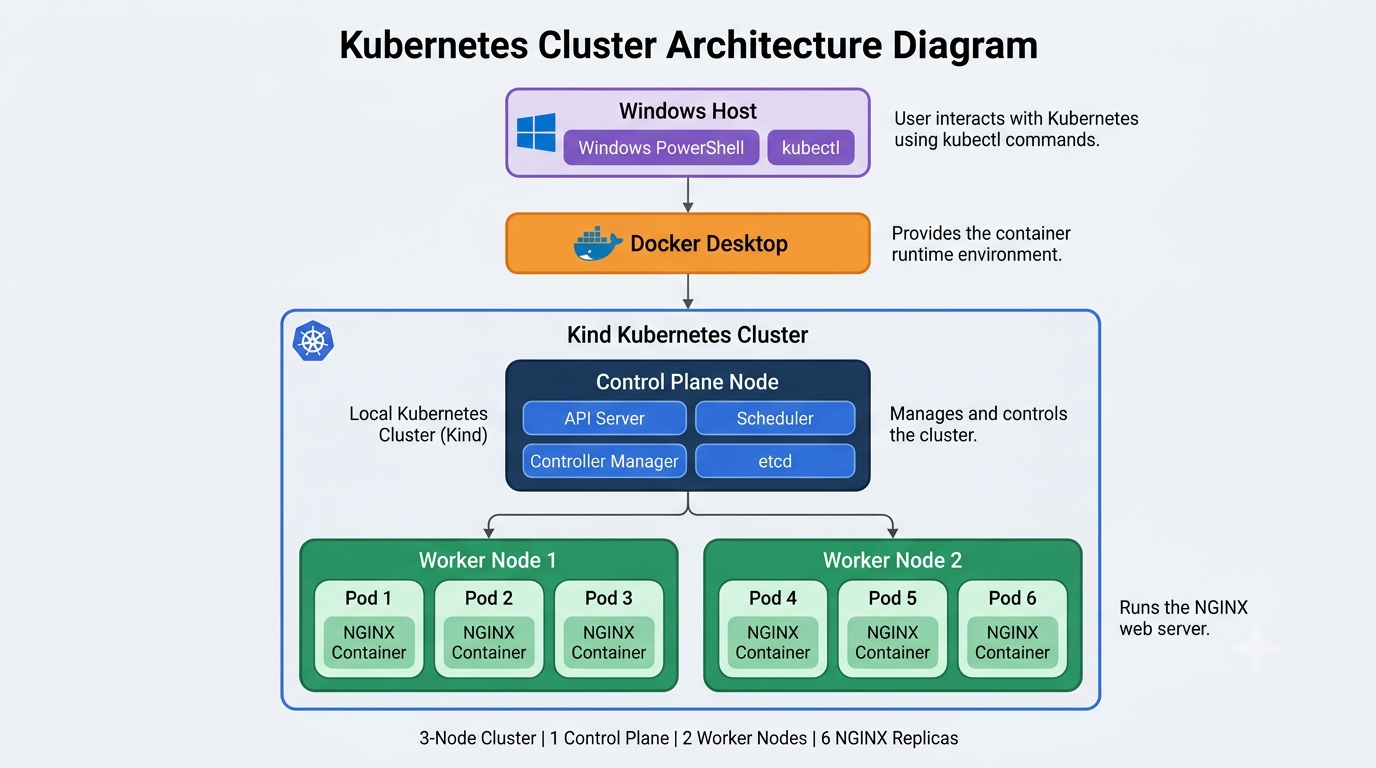 Kubernetes Cluster Architecture Diagram
Windows Host
Windows PowerShell
kubectl
User interacts with Kubernetes
using kubectl commands.
Docker Desktop
Provides the container
runtime environment.
Kind Kubernetes Cluster
Local Kubernetes
Cluster (Kind)
Control Plane Node
API Server
Scheduler
Controller Manager
etcd
Manages and controls
the cluster.
Worker Node 1
Pod 1
NGINX
Container
Pod 2
NGINX
Container
Pod 3
NGINX
Container
Worker Node 2
Pod 4
NGINX
Container
Pod 5
NGINX
Container
Pod 6
NGINX
Container
Runs the NGINX
web server.
3-Node Cluster | 1 Control Plane | 2 Worker Nodes | 6 NGINX Replicas